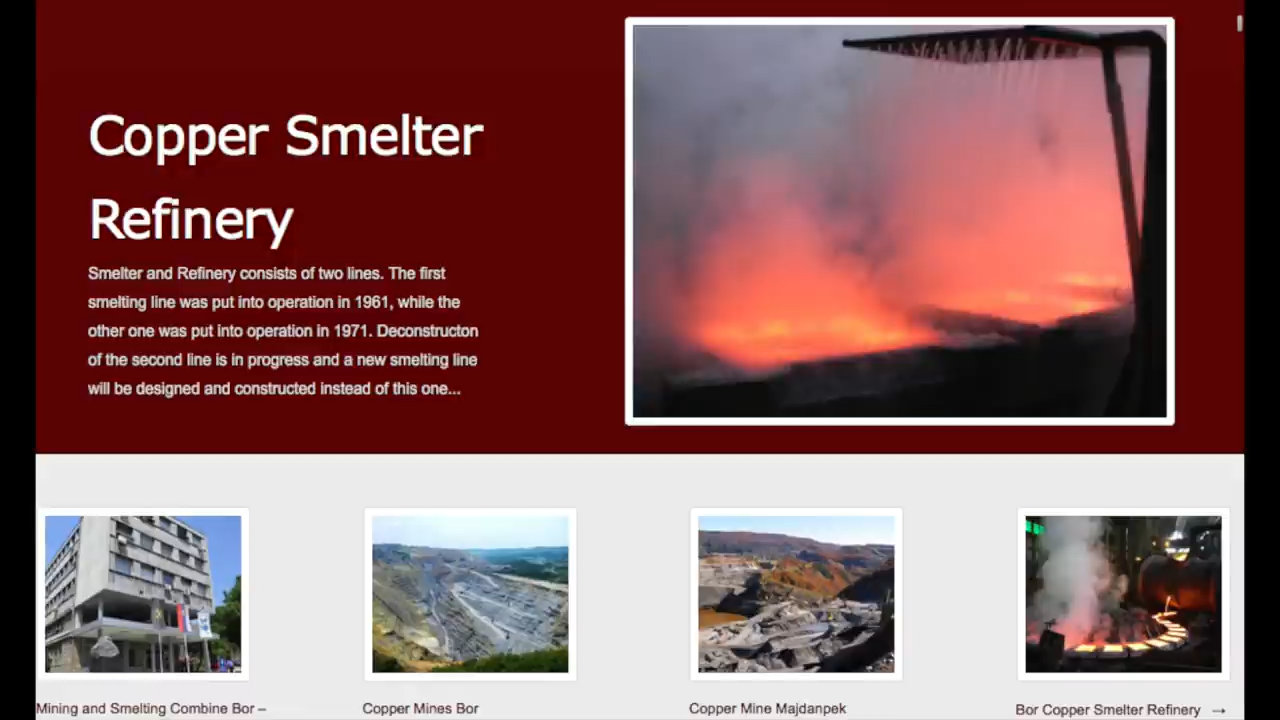 Copper Smelter
Refinery
Smelter and Refinery consists of two lines. The first
smelting line was put into operation in 1961, while the
other one was put into operation in 1971. Deconstructon
of the second line is in progress and a new smelting line
will be designed and constructed instead of this one...
Mining and Smelting Combine Bor –
Copper Mines Bor
Copper Mine Majdanpek
Bor Copper Smelter Refinery →